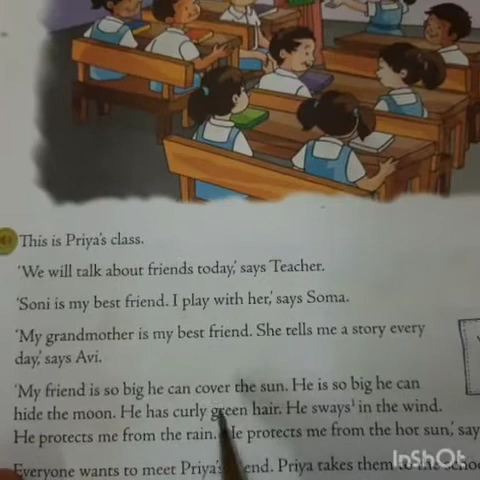 This is Priya's class.
'We will talk about friends today,' says Teacher.
'Soni is my best friend. I play with her,' says Soma.
'My grandmother is my best friend. She tells me a story every
day,' says Avi.
'My friend is so big he can cover the sun. He is so big he can
hide the moon. He has curly green hair. He sways¹ in the wind.
He protects me from the rain. He protects me from the hot sun,' say
Everyone wants to meet Priya's end. Priya takes them to the schoo
InShOt